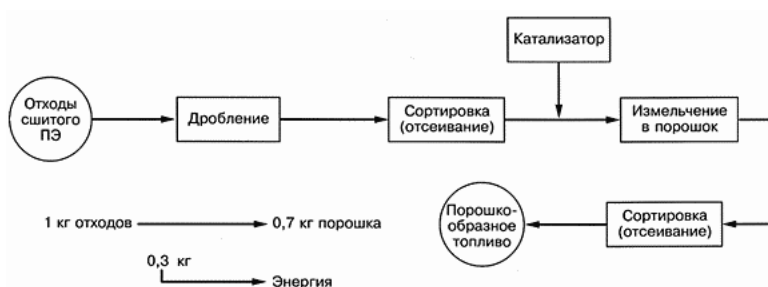 Катализатор
Отходы
сшитого
ПЭ
Дробление
Сортировка
(отсеивание)
Измельчение
в порошок
1 кг отходов
0,7 кг порошка
Порошко-
образное
топливо
Сортировка
(отсеивание)
0,3 кг
Энергия